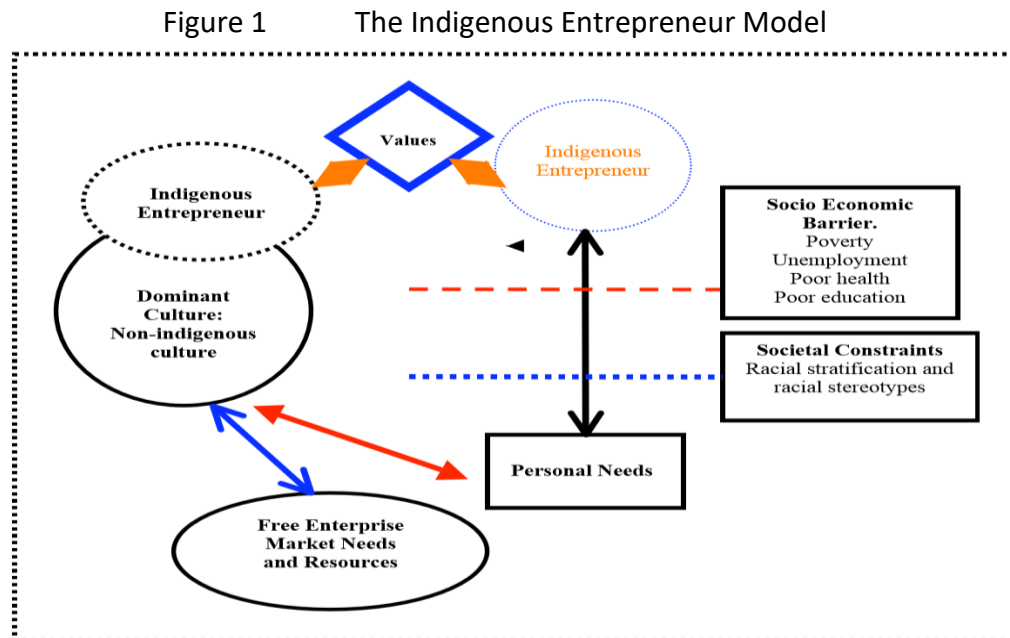 Figure 1 The Indigenous Entrepreneur Model
Values
Indigenous
Entrepreneur
Indigenous
Entrepreneur
Socio Economic
Barrier.
Poverty
Unemployment
Poor health
Poor education
Dominant
Culture:
Non-indigenous
culture
Societal Constraints
Racial stratification and
racial stereotypes
Personal Needs
Free Enterprise
Market Needs
and Resources